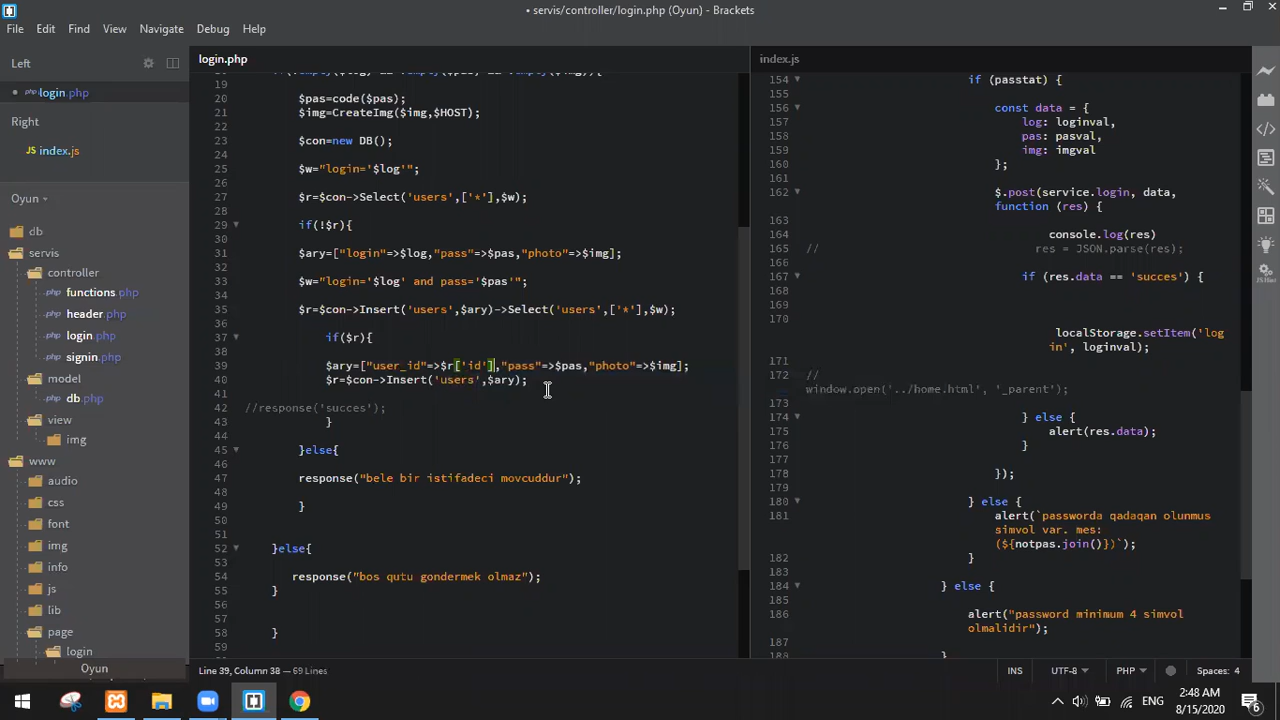 • servis/controller/login.php (Oyun) - Brackets
File Edit Find View Navigate Debug Help
Left
• login.php
Right
JS index.js
Oyun
db
servis
controller
php functions.php
php header.php
php login.php
php signin.php
model
php db.php
view
img
www
audio
css
font
img
info
js
lib
page
login
Oyun
login.php
19
20 $pas=code($pas);
21 $img=CreateImg($img,$HOST);
22
23 $con=new DB();
24
25 $w="login='$log'";
26
27 $r=$con->Select('users',['*'],$w);
28
29 if(!$r){
30
31 $ary=["login"=>$log,"pass"=>$pas,"photo"=>$img];
32
33 $w="login='$log' and pass='$pas'";
34
35 $r=$con->Insert('users',$ary)->Select('users',['*'],$w);
36
37 if($r){
38
39 $ary=["user_id"=>$r['id'],"pass"=>$pas,"photo"=>$img];
40 $r=$con->Insert('users',$ary);
41
42 //response('succes');
43 }
44
45 }else{
46
47 response("bele bir istifadeci movcuddur");
48
49 }
50
51
52 }else{
53
54 response("bos qutu gondermek olmaz");
55 }
56
57
58 }
59
index.js
154 if (passtat) {
155
156 const data = {
157 log: loginval,
158 pas: pasval,
159 img: imgval
160 };
161
162 $.post(service.login, data,
function (res) {
163
164 console.log(res)
165 // res = JSON.parse(res);
166
167 if (res.data == 'succes') {
168
169
170 localStorage.setItem('log
in', loginval);
171
172 //
window.open('../home.html', '_parent');
173
174 } else {
175 alert(res.data);
176 }
177
178 });
179
180 } else {
181 alert(`passworda qadaqan olunmus
simvol var. mes:
(${notpas.join()})`);
182 }
183
184 } else {
185
186 alert("password minimum 4 simvol
olmalidir");
187
188 }
Line 39, Column 38 — 69 Lines
INS UTF-8 PHP Spaces: 4
ENG
2:48 AM
8/15/2020
6